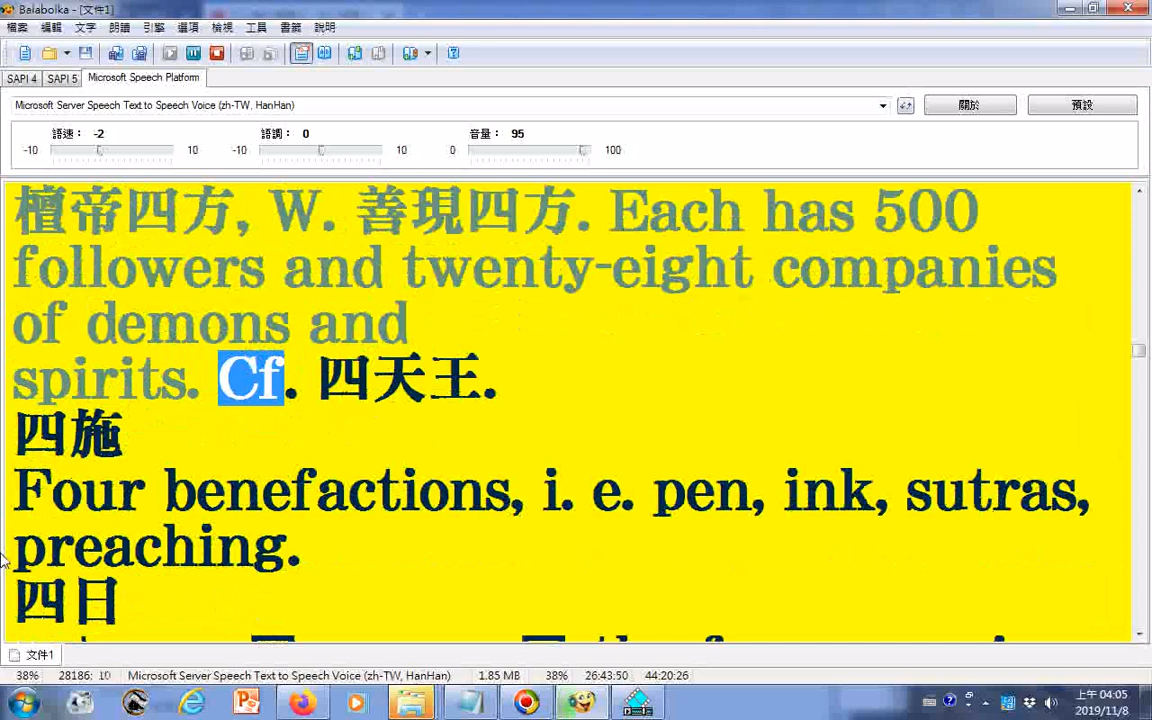 Balabolka - [文件1]
檔案 編輯 文字 朗讀 引擎 選項 檢視 工具 書籤 說明
SAPI 4 SAPI 5 Microsoft Speech Platform
Microsoft Server Speech Text to Speech Voice (zh-TW, HanHan) 關於 預設
語速： -2 語調： 0 音量： 95
-10 10 -10 10 0 100
檀帝四方, W. 善現四方. Each has 500
followers and twenty-eight companies
of demons and
spirits. Cf. 四天王.
四施
Four benefactions, i. e. pen, ink, sutras,
preaching.
四日
文件1
38% 28186: 10 Microsoft Server Speech Text to Speech Voice (zh-TW, HanHan) 1.85 MB 38% 26:43:50 44:20:26
上午 04:05
2019/11/8